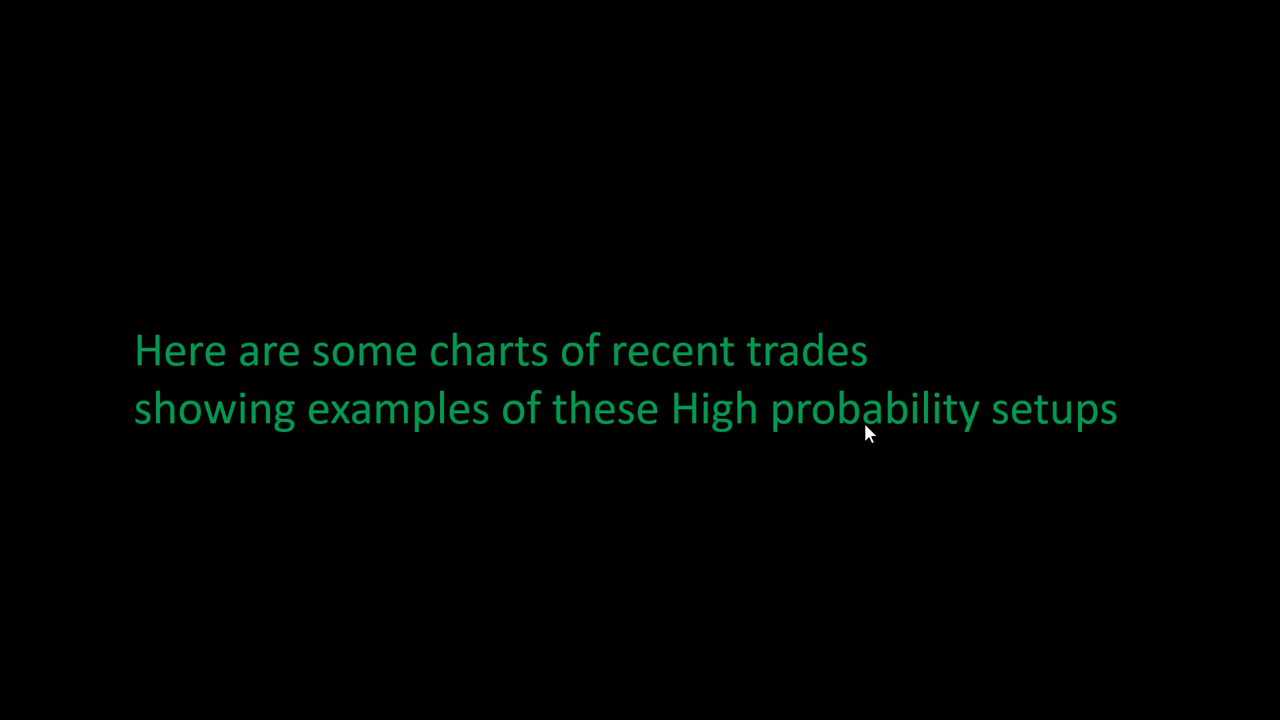 Here are some charts of recent trades
showing examples of these High probability setups